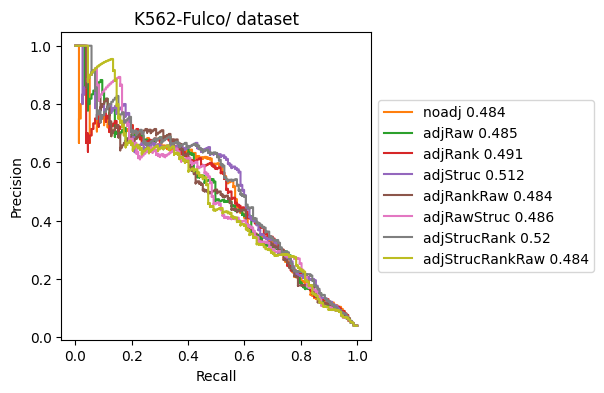 K562-Fulco/ dataset
1.0
0.8
0.6
0.4
0.2
0.0
Precision
0.0 0.2 0.4 0.6 0.8 1.0
Recall
noadj 0.484
adjRaw 0.485
adjRank 0.491
adjStruc 0.512
adjRankRaw 0.484
adjRawStruc 0.486
adjStrucRank 0.52
adjStrucRankRaw 0.484